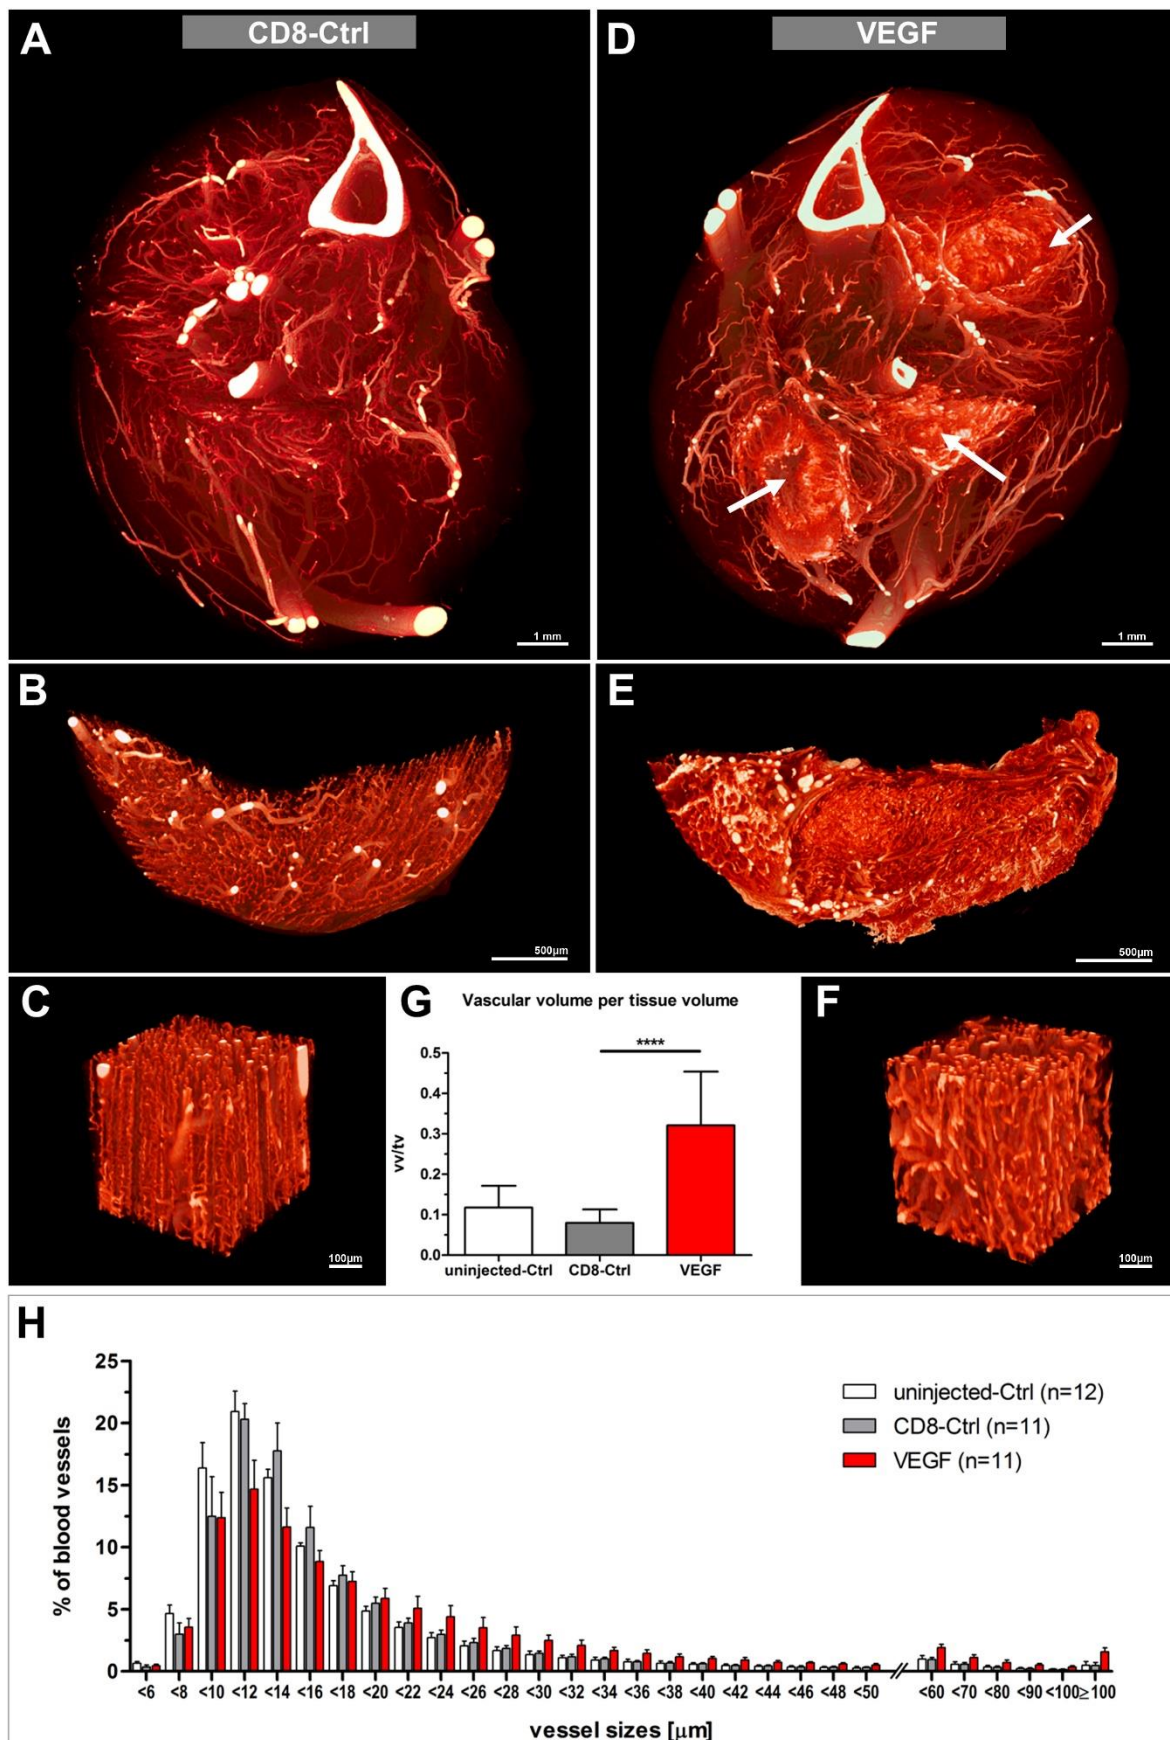 A
CD8-Ctrl
1 mm
D
VEGF
1 mm
B
500µm
E
500µm
C
100µm
G
Vascular volume per tissue volume
****
vv/tv
0.5
0.4
0.3
0.2
0.1
0.0
uninjected-Ctrl CD8-Ctrl VEGF
F
100µm
H
% of blood vessels
25
20
15
10
5
0
uninjected-Ctrl (n=12)
CD8-Ctrl (n=11)
VEGF (n=11)
<6 <8 <10 <12 <14 <16 <18 <20 <22 <24 <26 <28 <30 <32 <34 <36 <38 <40 <42 <44 <46 <48 <50 // <60 <70 <80 <90 <100 ≥100
vessel sizes [µm]